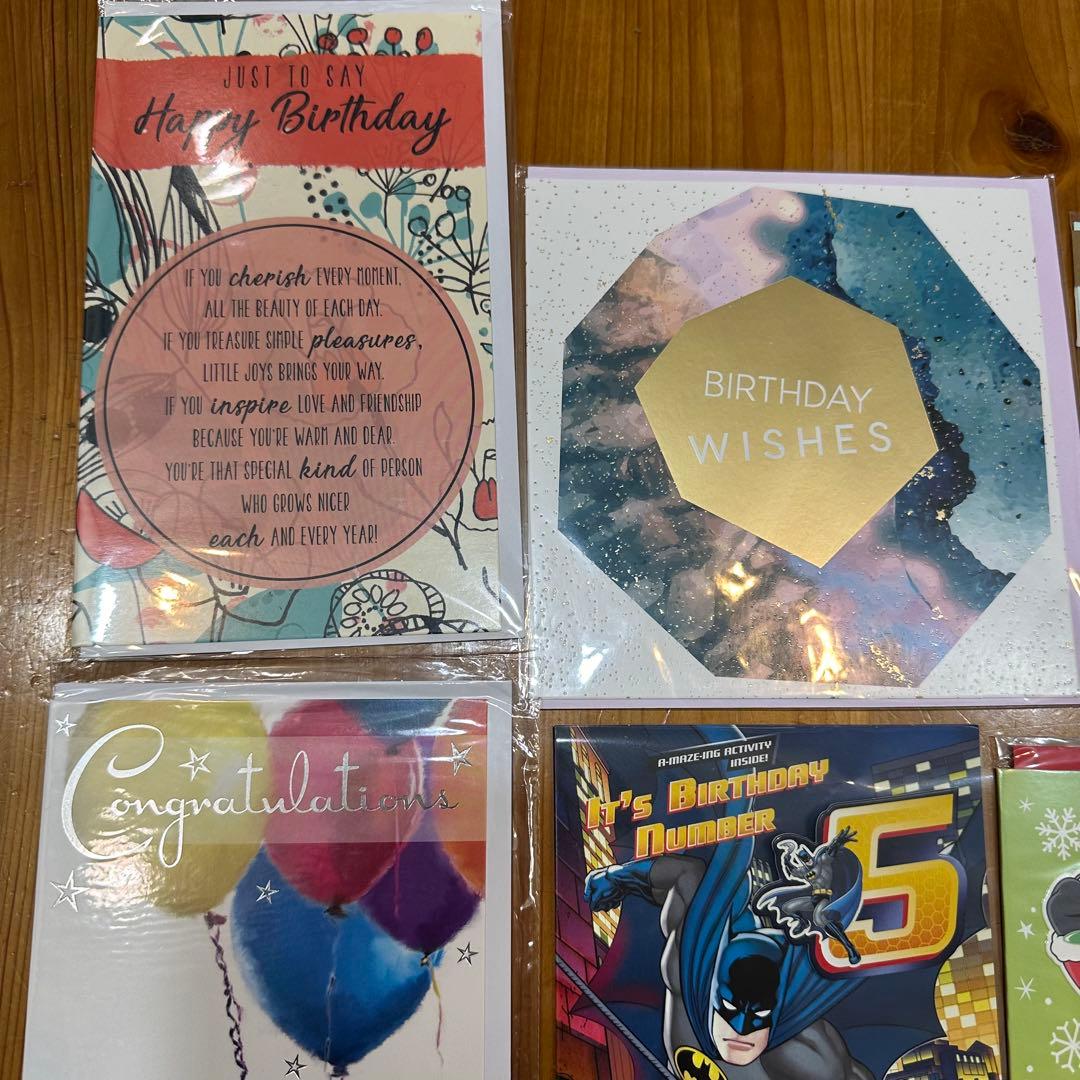 JUST TO SAY
Happy Birthday
IF YOU cherish EVERY MOMENT,
ALL THE BEAUTY OF EACH DAY.
IF YOU TREASURE SIMPLE pleasures,
LITTLE JOYS BRINGS YOUR WAY.
IF YOU inspire LOVE AND FRIENDSHIP
BECAUSE YOU'RE WARM AND DEAR.
YOU'RE THAT SPECIAL kind OF PERSON
WHO GROWS NICER
each AND EVERY YEAR!
BIRTHDAY
WISHES
Congratulations
A-MAZE-ING ACTIVITY
INSIDE!
IT'S BIRTHDAY
NUMBER
5